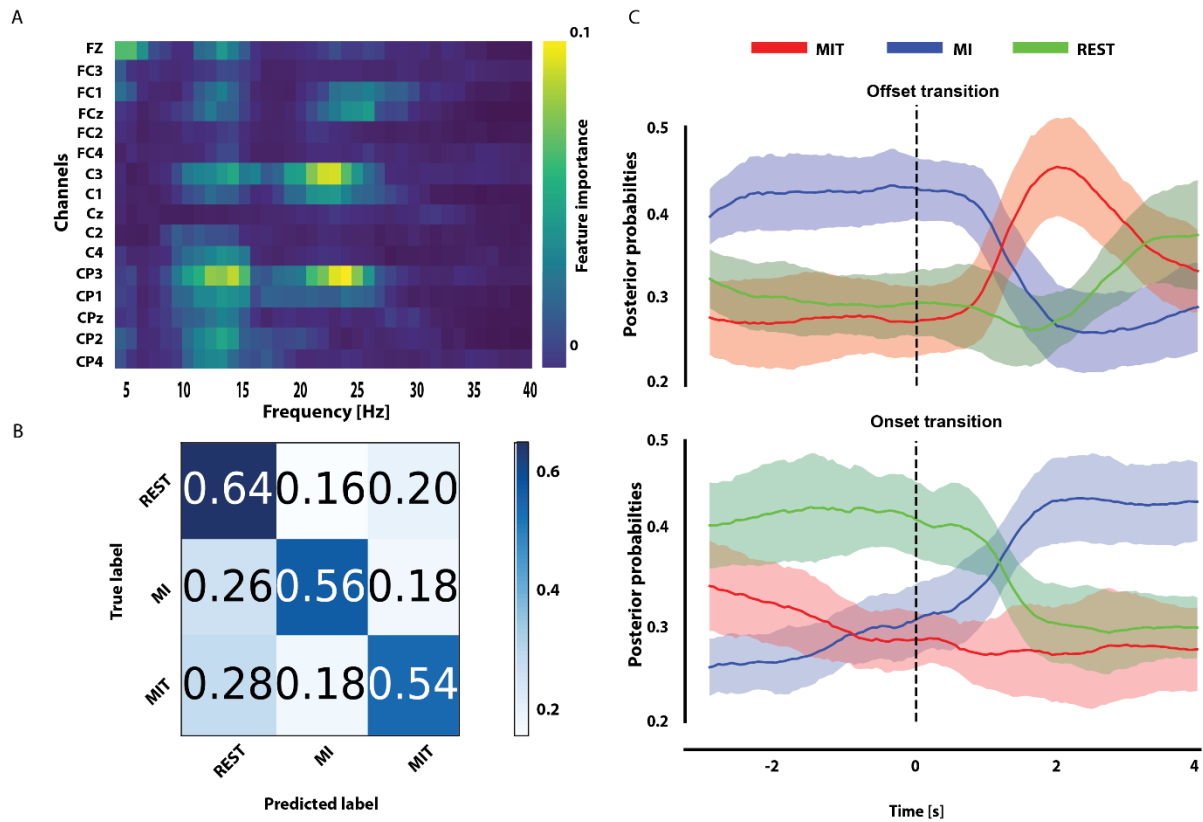 A
FZ
FC3
FC1
FCz
FC2
FC4
C3
C1
Cz
C2
C4
CP3
CP1
CPz
CP2
CP4
Channels
5 10 15 20 25 30 35 40
Frequency [Hz]
0.1
Feature importance
0
B
REST
MI
MIT
True label
0.64 0.16 0.20
0.26 0.56 0.18
0.28 0.18 0.54
REST MI MIT
Predicted label
0.6
0.4
0.2
C
MIT MI REST
Offset transition
0.5
0.4
0.3
0.2
Posterior probabilties
Onset transition
0.5
0.4
0.3
0.2
Posterior probabilties
-2 0 2 4
Time [s]